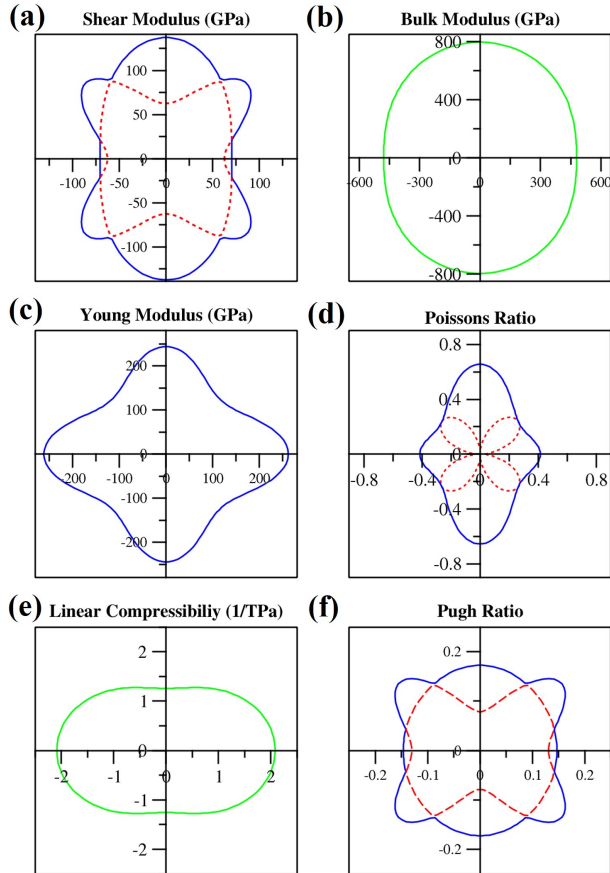 (a) Shear Modulus (GPa)
100
50
0
-100 -50 0 50 100
-50
-100
(b) Bulk Modulus (GPa)
800
400
0
-600 -300 0 300 600
-400
-800
(c) Young Modulus (GPa)
200
100
0
-200 -100 0 100 200
-100
-200
(d) Poissons Ratio
0.8
0.4
0
-0.8 -0.4 0 0.4 0.8
-0.4
-0.8
(e) Linear Compressibiliy (1/TPa)
2
1
0
-2 -1 0 1 2
-1
-2
(f) Pugh Ratio
0.2
0
-0.2 -0.1 0 0.1 0.2
-0.2